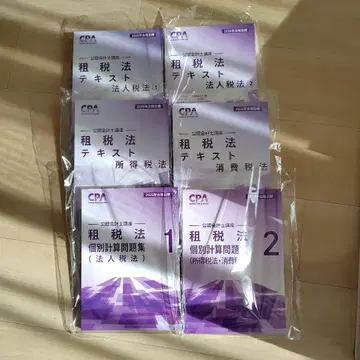 CPA
公認会計士講座
租税法
テキスト
法人税法 1
CPA
公認会計士講座
租税法
テキスト
法人税法 2
公認会計士講座
租税法
テキスト
所得税法
公認会計士講座
租税法
テキスト
消費税法
CPA
公認会計士講座
租税法
個別計算問題集
(法人税法)
1
CPA
公認会計士講座
租税法
個別計算問題
(所得税法・消費税
2